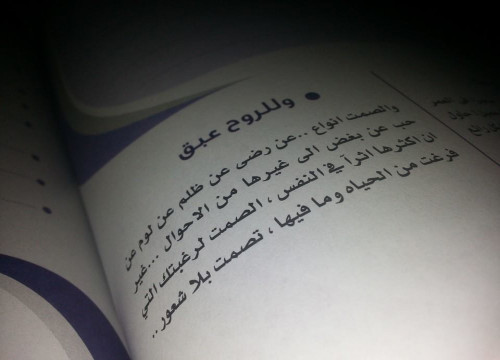 وللروح عبق
والصمت انواع ..عن رضى عن ظلم عن لوم عن
حب عن بغض الى غيرها من الاحوال ...غير
ان اكثرها اثرآ في النفس ، الصمت لرغبتك التي
فرغت من الحياه وما فيها ، تصمت بلا شعور..